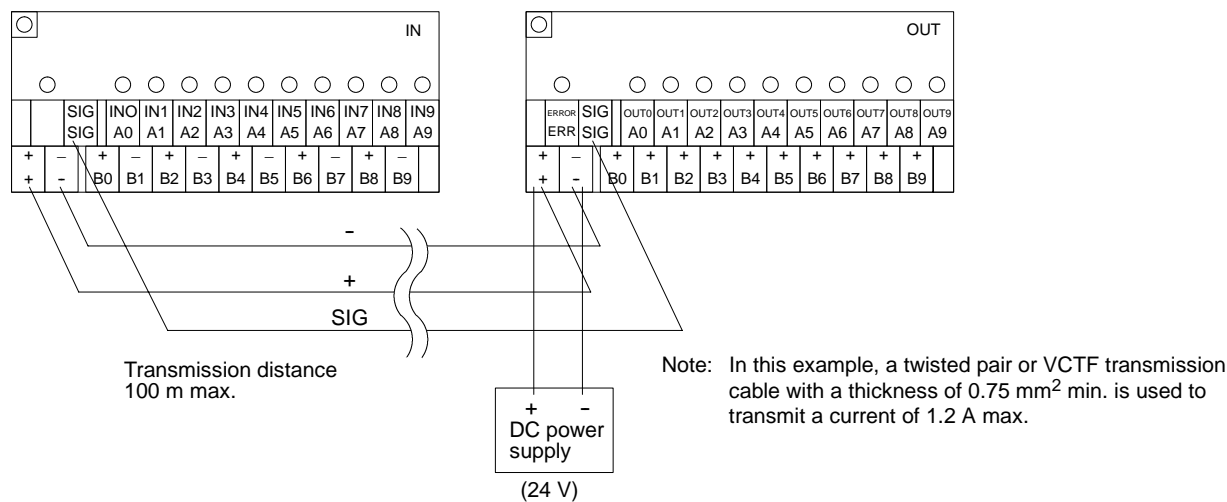 IN
SIG INO IN1 IN2 IN3 IN4 IN5 IN6 IN7 IN8 IN9
SIG A0 A1 A2 A3 A4 A5 A6 A7 A8 A9
+ – + – + – + – + – + –
+ - B0 B1 B2 B3 B4 B5 B6 B7 B8 B9
OUT
ERROR SIG OUT0 OUT1 OUT2 OUT3 OUT4 OUT5 OUT6 OUT7 OUT8 OUT9
ERR SIG A0 A1 A2 A3 A4 A5 A6 A7 A8 A9
+ – + + + + + + + + + +
+ - B0 B1 B2 B3 B4 B5 B6 B7 B8 B9
-
+
SIG
Transmission distance
100 m max.
+ -
DC power
supply
(24 V)
Note: In this example, a twisted pair or VCTF transmission
cable with a thickness of 0.75 mm² min. is used to
transmit a current of 1.2 A max.